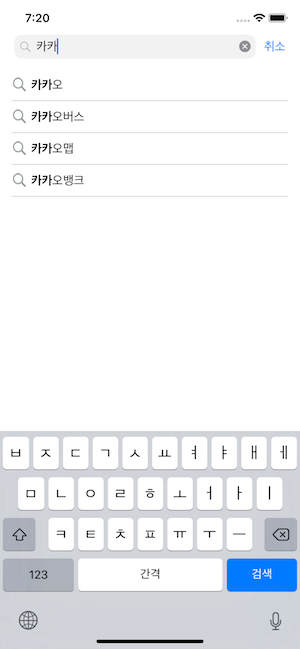 7:20
카카
취소
카카오
카카오버스
카카오맵
카카오뱅크
ㅂ ㅈ ㄷ ㄱ ㅅ ㅛ ㅕ ㅑ ㅐ ㅔ
ㅁ ㄴ ㅇ ㄹ ㅎ ㅗ ㅓ ㅏ ㅣ
ㅋ ㅌ ㅊ ㅍ ㅠ ㅜ ㅡ
123 간격 검색